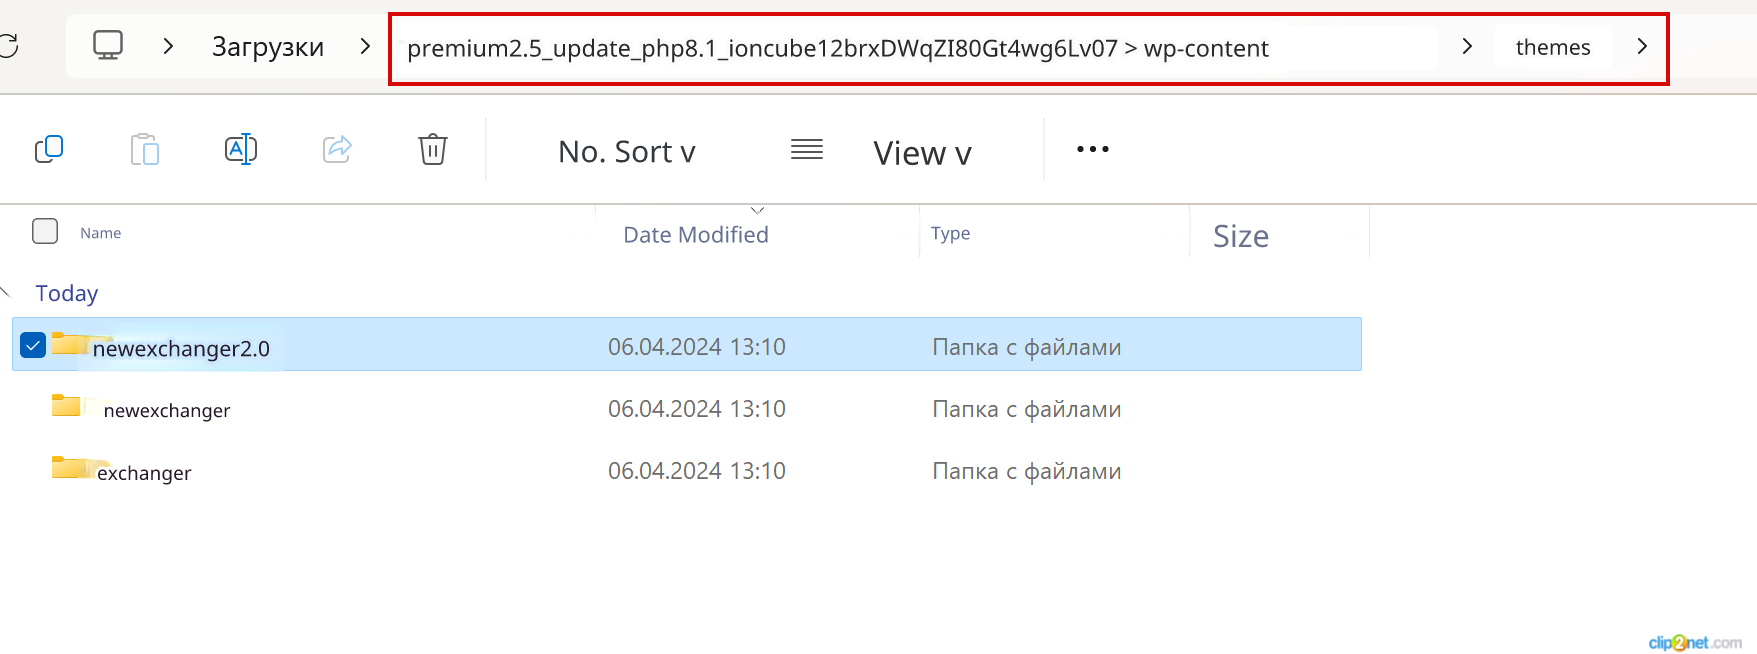 Загрузки premium2.5_update_php8.1_ioncube12brxDWqZI80Gt4wg6Lv07 > wp-content themes
No. Sort v View v
Name Date Modified Type Size
Today
newexchanger2.0 06.04.2024 13:10 Папка с файлами
newexchanger 06.04.2024 13:10 Папка с файлами
exchanger 06.04.2024 13:10 Папка с файлами
clip2net.com